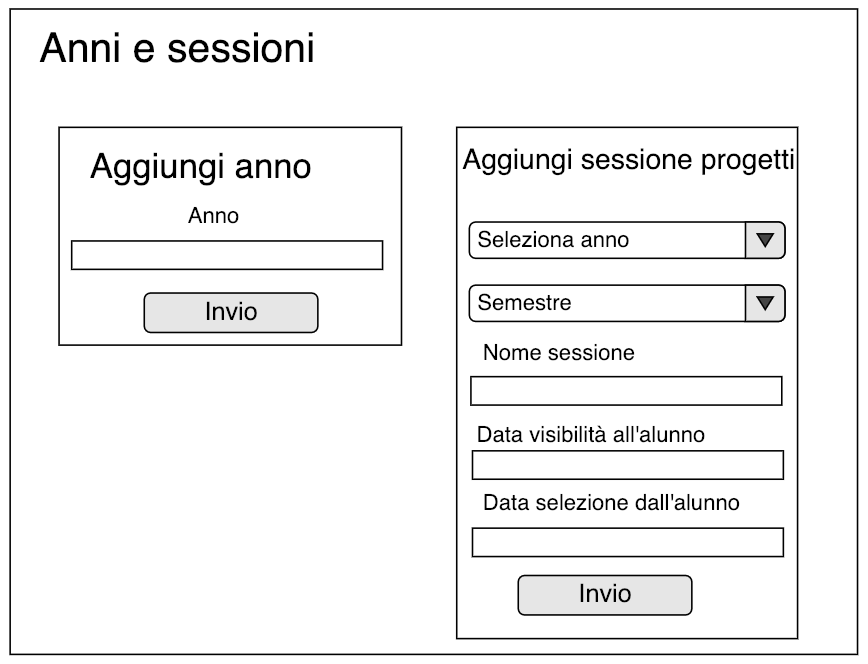 Anni e sessioni
Aggiungi anno
Anno
Invio
Aggiungi sessione progetti
Seleziona anno
Semestre
Nome sessione
Data visibilità all'alunno
Data selezione dall'alunno
Invio